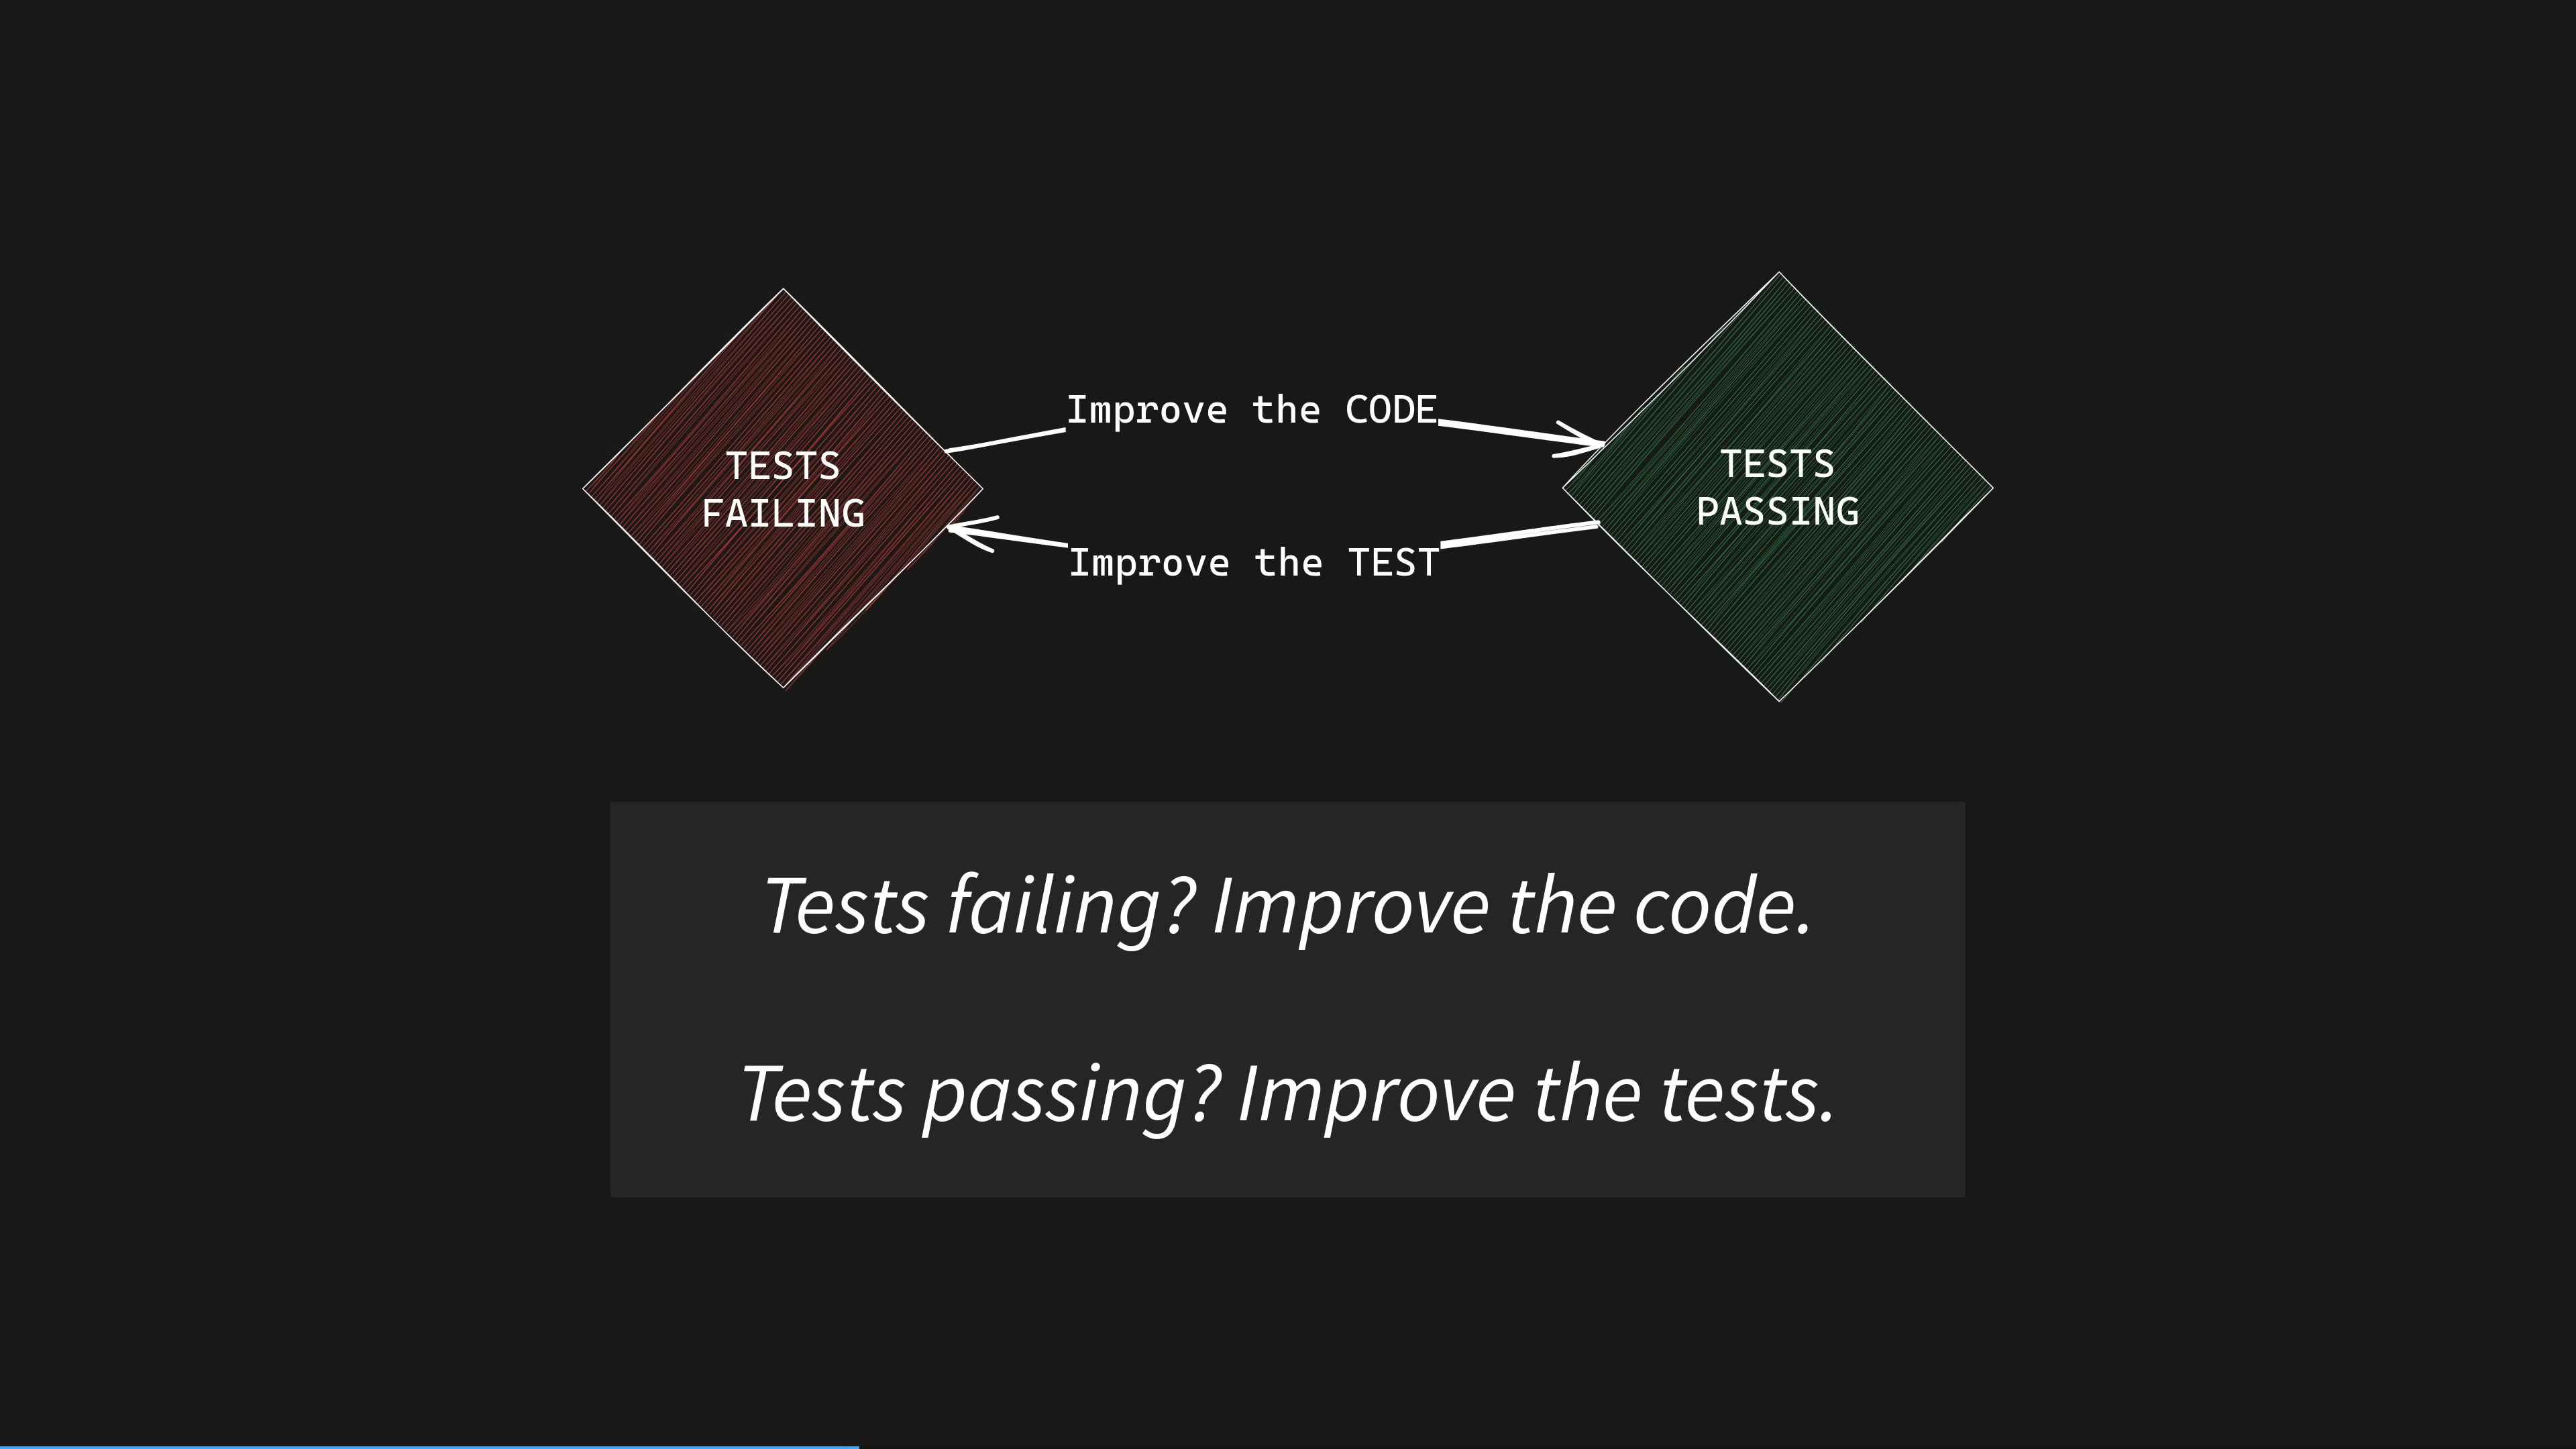 TESTS
FAILING
Improve the CODE
Improve the TEST
TESTS
PASSING
Tests failing? Improve the code.
Tests passing? Improve the tests.